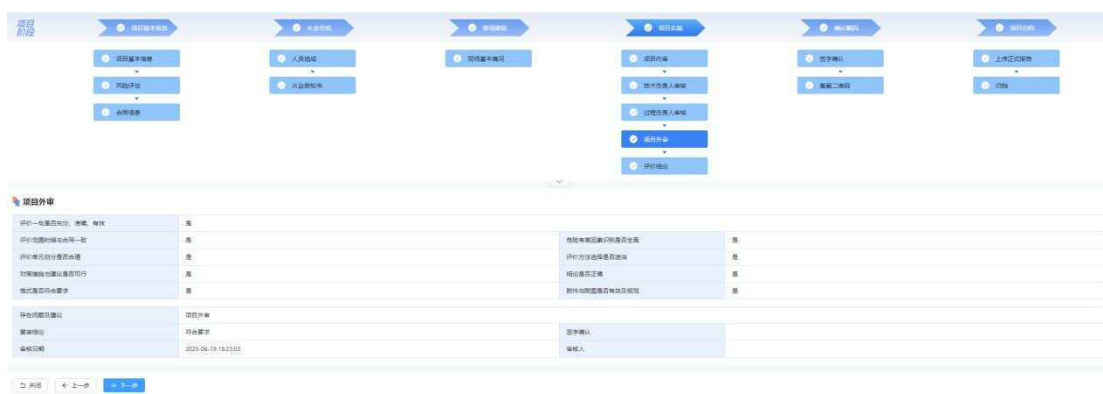 项目阶段
项目基本信息
从业告知
现场勘验
项目实施
确认赋码
项目归档
项目基本信息
人员组成
现场基本情况
项目内审
签字确认
上传正式报告
风险评估
从业告知书
技术负责人审核
查看二维码
归档
合同信息
过程负责人审核
项目外审
评价结论
项目外审
评价一句是否充分、准确、有效 是
评价范围时候与合同一致 是 危险有害因素识别是否全面 是
评价单元划分是否合理 是 评价方法选择是否适当 是
对策措施与建议是否可行 是 结论是否正确 是
格式是否符合要求 是 附件与附图是否有效及规范 是
存在问题及建议 项目外审
复审结论 符合要求 签字确认
审核日期 2025-06-19 16:23:02 审核人
关闭 上一步 下一步